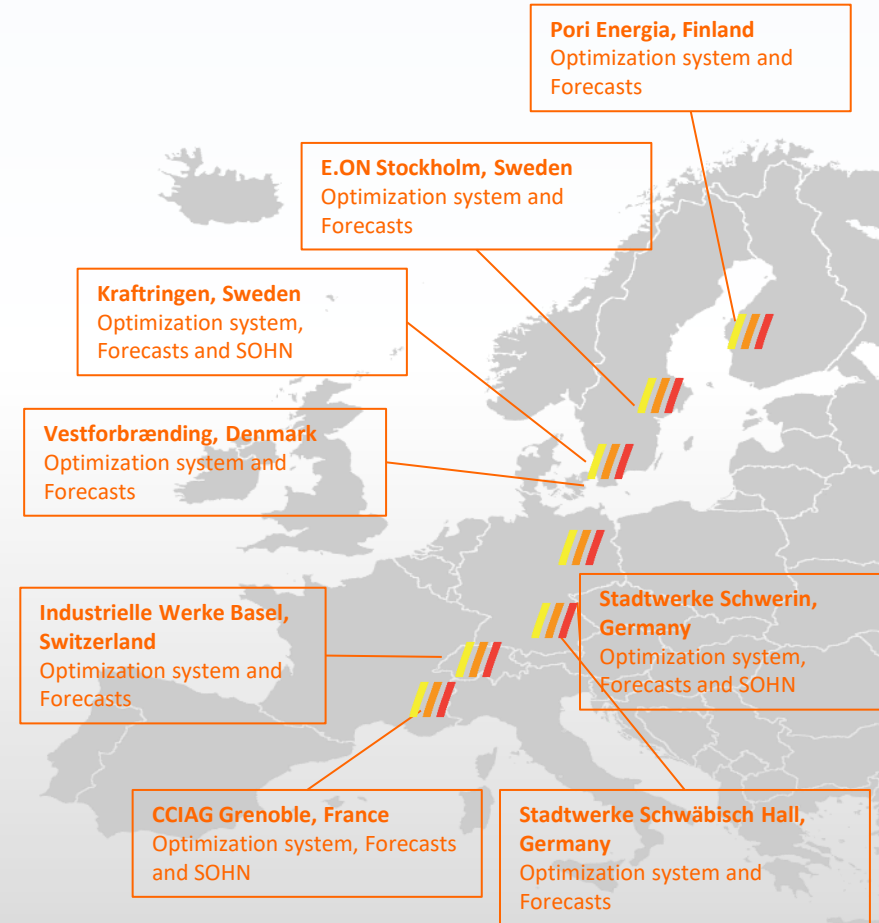 Pori Energia, Finland
Optimization system and
Forecasts
E.ON Stockholm, Sweden
Optimization system and
Forecasts
Kraftringen, Sweden
Optimization system,
Forecasts and SOHN
Vestforbrænding, Denmark
Optimization system and
Forecasts
Industrielle Werke Basel,
Switzerland
Optimization system and
Forecasts
Stadtwerke Schwerin,
Germany
Optimization system,
Forecasts and SOHN
CCIAG Grenoble, France
Optimization system, Forecasts
and SOHN
Stadtwerke Schwäbisch Hall,
Germany
Optimization system and
Forecasts